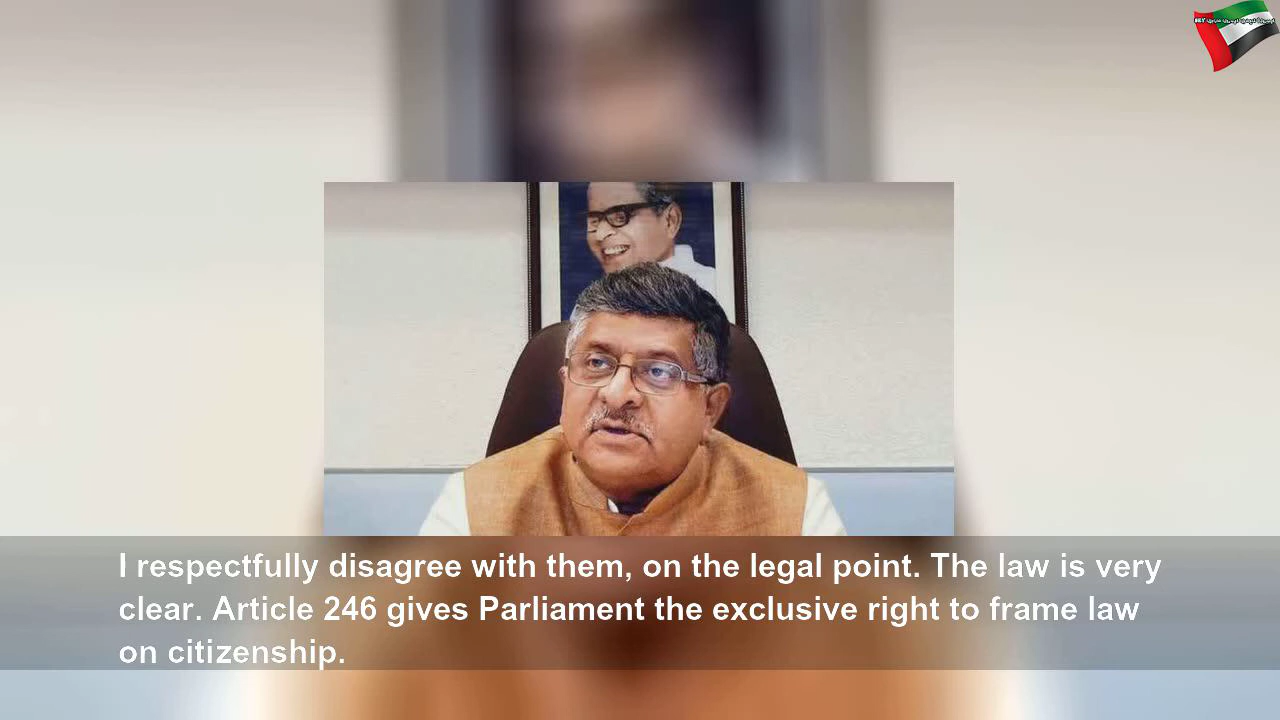 I respectfully disagree with them, on the legal point. The law is very
clear. Article 246 gives Parliament the exclusive right to frame law
on citizenship.